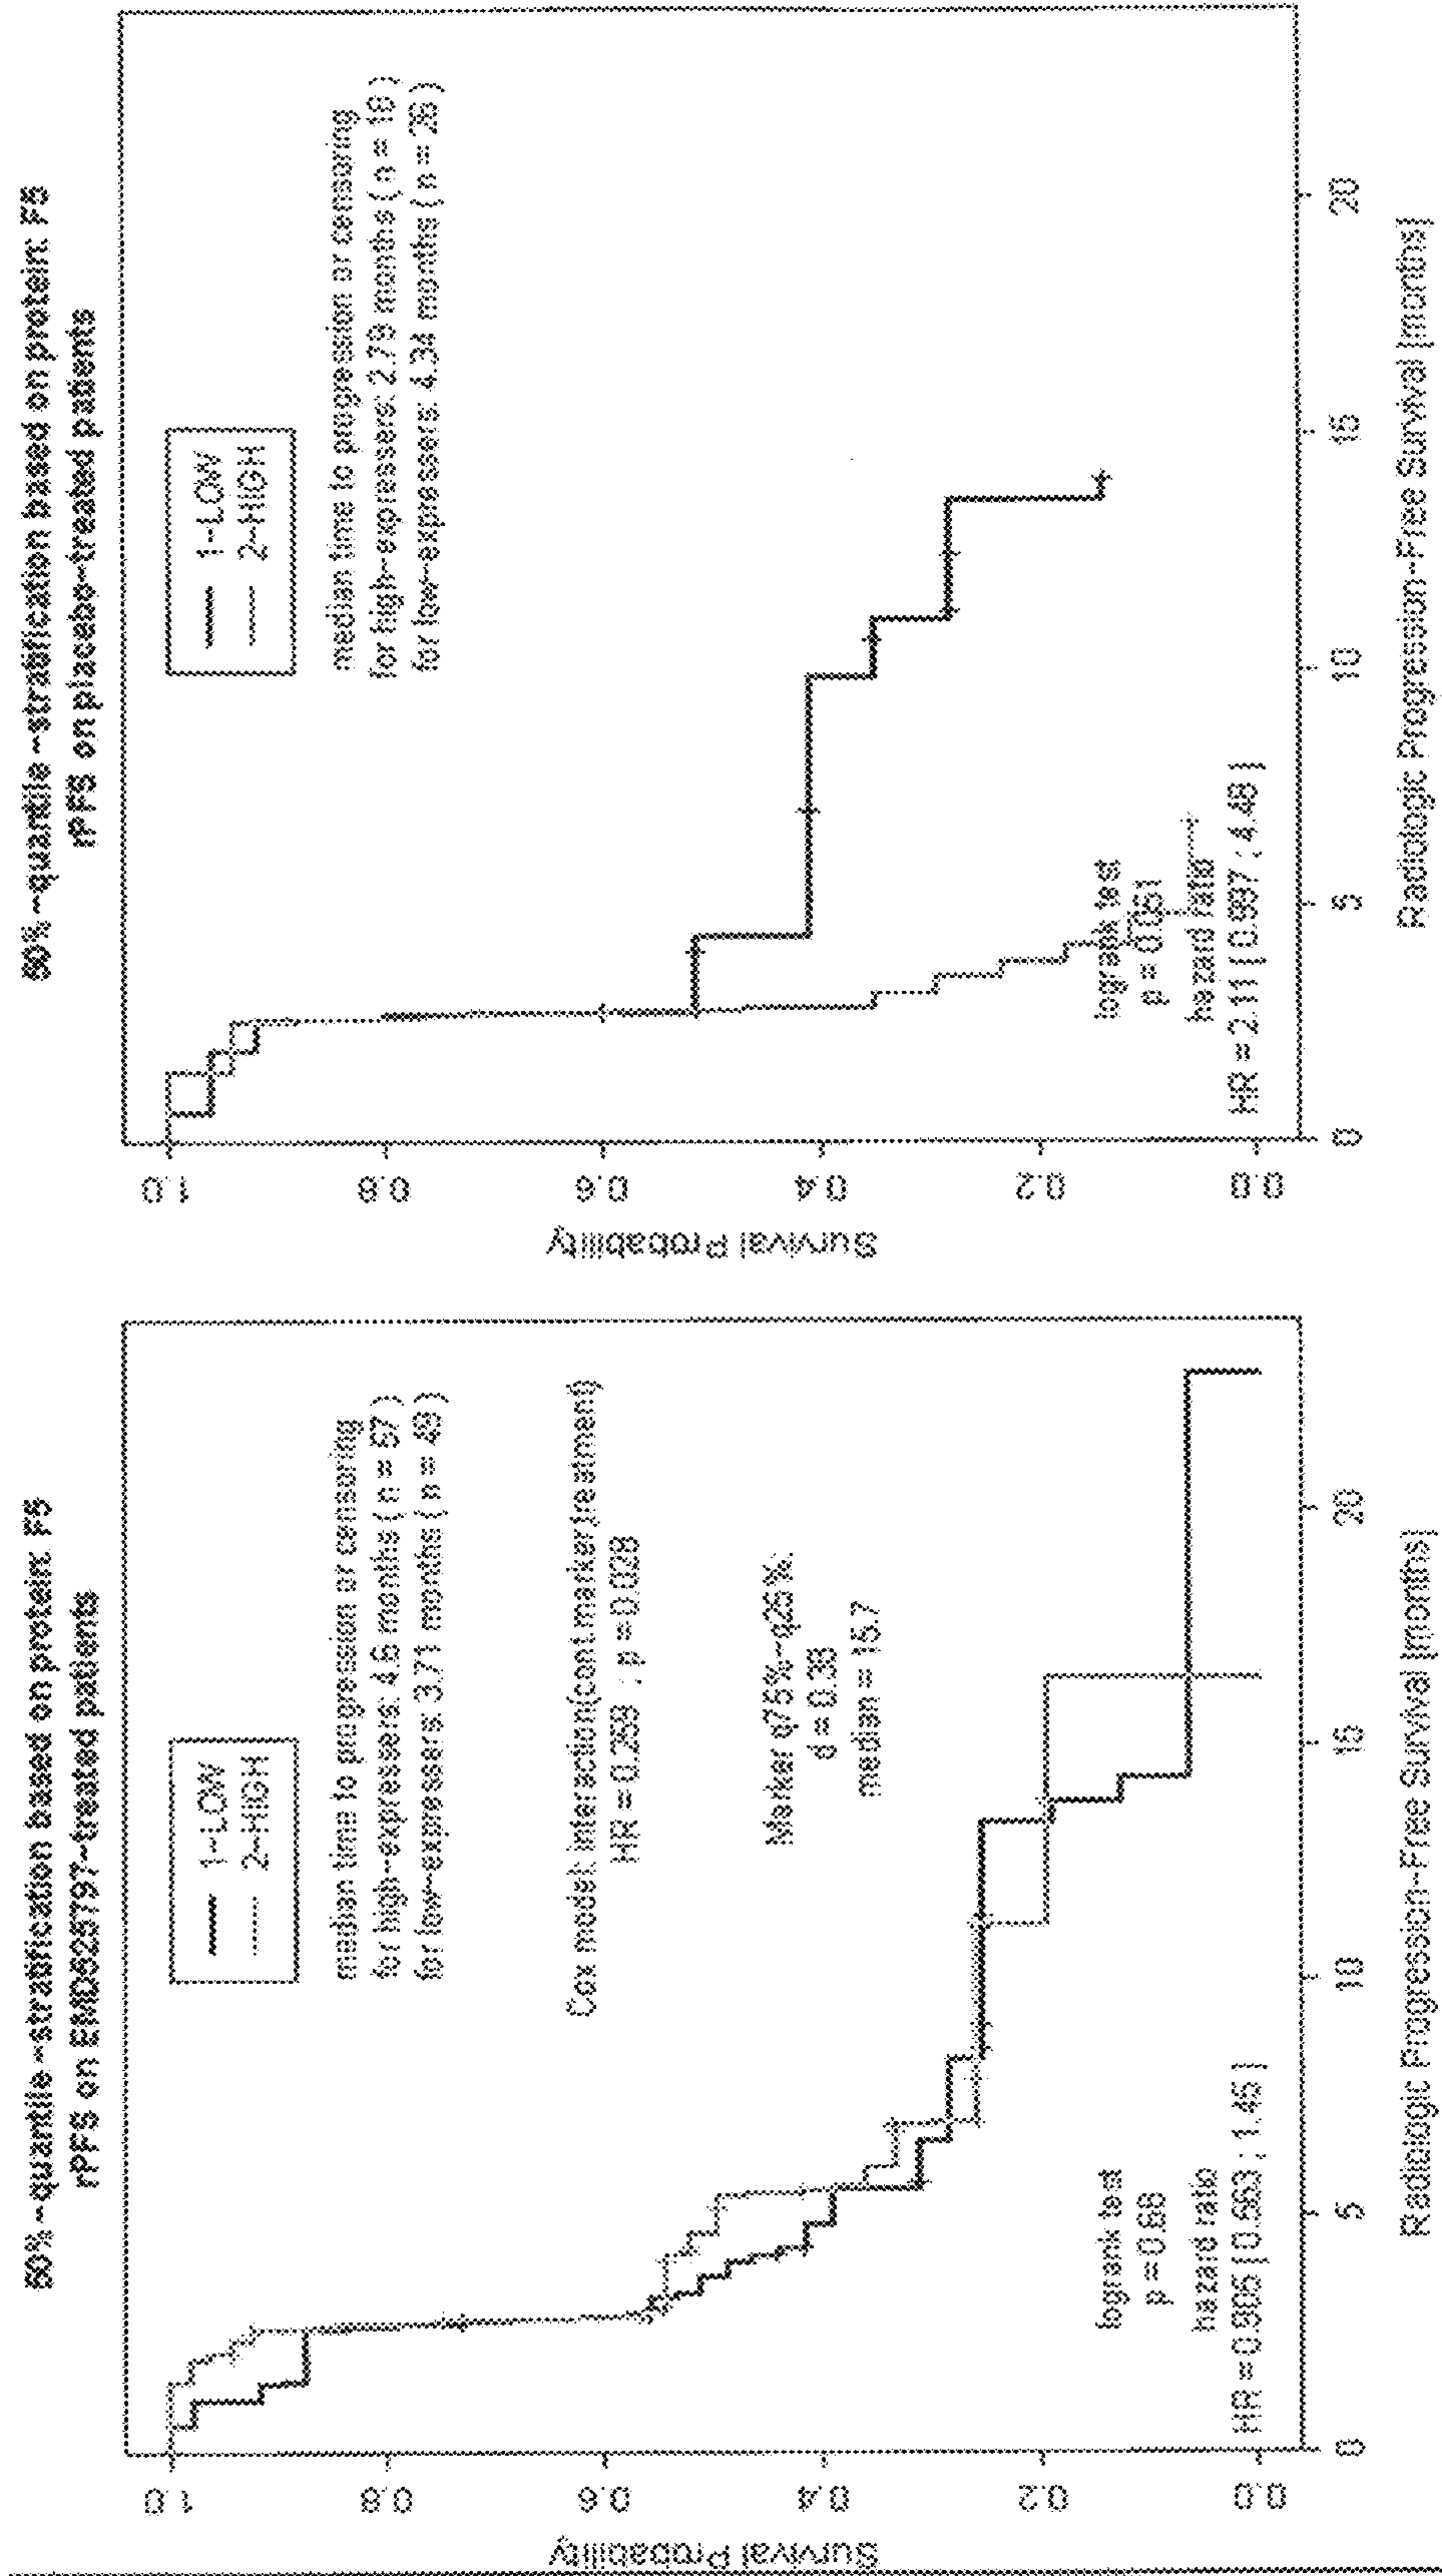 50%-quantile-stratification based on protein: F5
rPFS on EMD525797-treated patients
1-LOW
2-HIGH
median time to progression or censoring
for high-expressers: 4.6 months ( n = 57 )
for low-expressers: 3.71 months ( n = 49 )
Cox model: interaction(cont.marker,treatment)
HR = 0.269 ; p = 0.028
Marker q75%-q25%:
d = 0.38
median = 15.7
logrank test
p = 0.68
hazard ratio
HR = 0.905 [ 0.563 ; 1.45 ]
1.0
0.8
0.6
0.4
0.2
0.0
Survival Probability
0
5
10
15
20
Radiologic Progression-Free Survival [months]
50%-quantile-stratification based on protein: F5
rPFS on placebo-treated patients
1-LOW
2-HIGH
median time to progression or censoring
for high-expressers: 2.79 months ( n = 18 )
for low-expressers: 4.34 months ( n = 26 )
logrank test
p = 0.051
hazard ratio
HR = 2.11 [ 0.997 ; 4.48 ]
1.0
0.8
0.6
0.4
0.2
0.0
Survival Probability
0
5
10
15
20
Radiologic Progression-Free Survival [months]